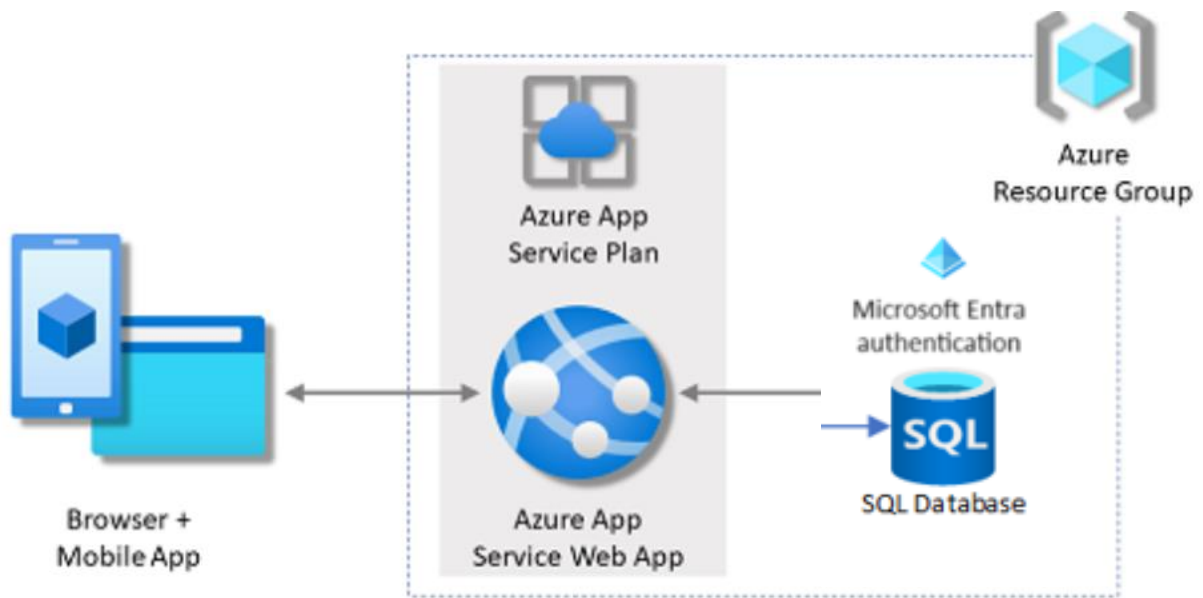 Azure
Resource Group
Azure App
Service Plan
Microsoft Entra
authentication
SQL
SQL Database
Browser +
Mobile App
Azure App
Service Web App